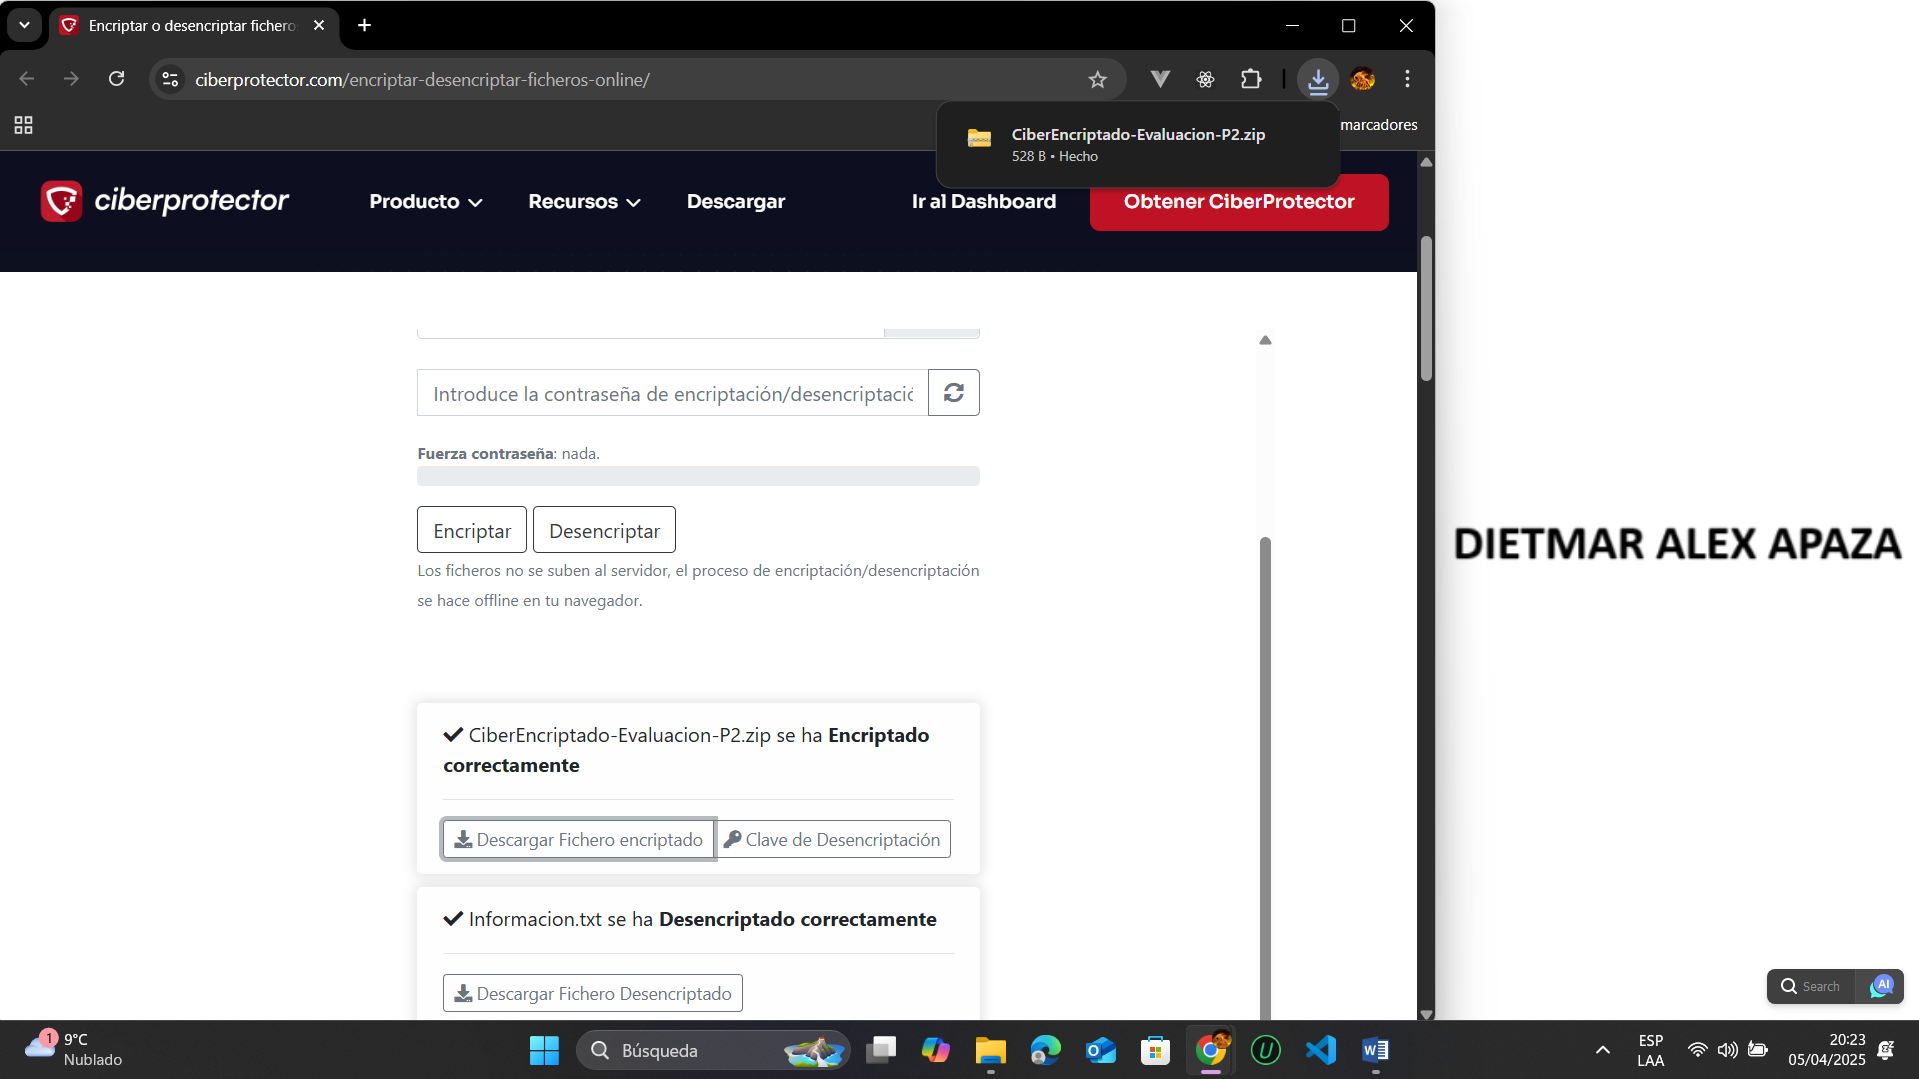 Encriptar o desencriptar fichero
ciberprotector.com/encriptar-desencriptar-ficheros-online/
marcadores
CiberEncriptado-Evaluacion-P2.zip
528 B • Hecho
ciberprotector
Producto
Recursos
Descargar
Ir al Dashboard
Obtener CiberProtector
Introduce la contraseña de encriptación/desencriptació
Fuerza contraseña: nada.
Encriptar
Desencriptar
Los ficheros no se suben al servidor, el proceso de encriptación/desencriptación
se hace offline en tu navegador.
DIETMAR ALEX APAZA
CiberEncriptado-Evaluacion-P2.zip se ha Encriptado
correctamente
Descargar Fichero encriptado
Clave de Desencriptación
Informacion.txt se ha Desencriptado correctamente
Descargar Fichero Desencriptado
Search
AI
1
9°C
Nublado
Búsqueda
ESP
LAA
20:23
05/04/2025